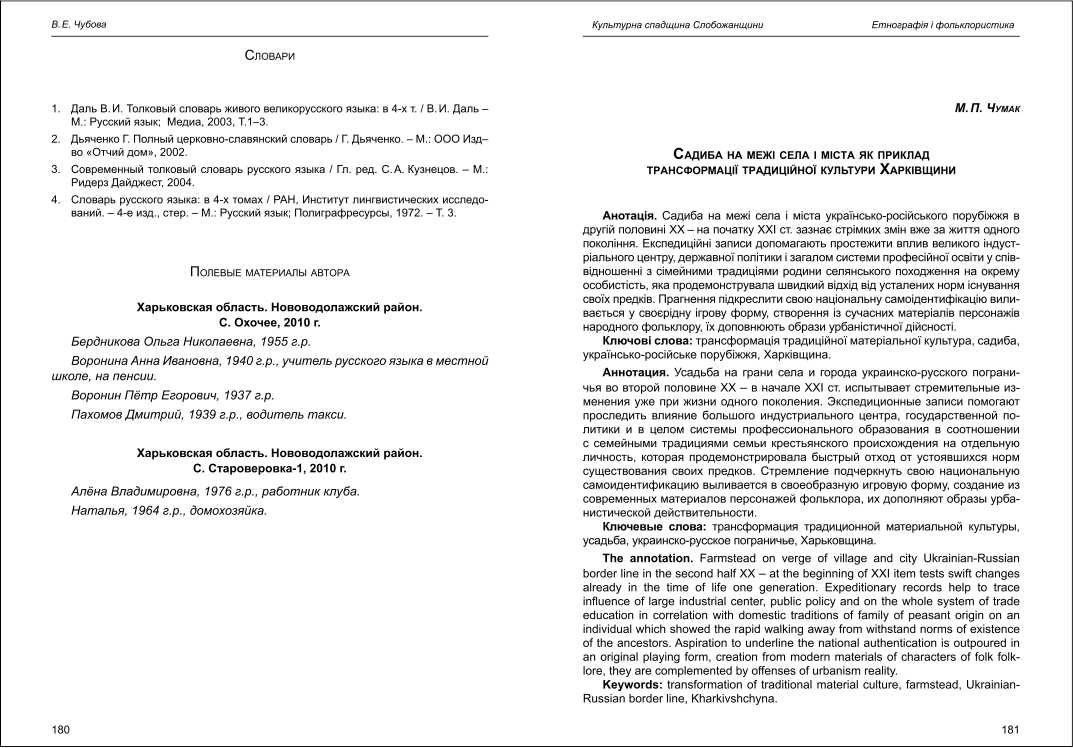 В. Е. Чубова
Словари
1. Даль В. И. Толковый словарь живого великорусского языка: в 4-х т. / В. И. Даль –
М.: Русский язык; Медиа, 2003, Т.1–3.
2. Дьяченко Г. Полный церковно-славянский словарь / Г. Дьяченко. – М.: ООО Изд–
во «Отчий дом», 2002.
3. Современный толковый словарь русского языка / Гл. ред. С. А. Кузнецов. – М.:
Ридерз Дайджест, 2004.
4. Словарь русского языка: в 4-х томах / РАН, Институт лингвистических исследо-
ваний. – 4-е изд., стер. – М.: Русский язык; Полиграфресурсы, 1972. – Т. 3.
Полевые материалы автора
Харьковская область. Нововодолажский район.
С. Охочее, 2010 г.
Бердникова Ольга Николаевна, 1955 г.р.
Воронина Анна Ивановна, 1940 г.р., учитель русского языка в местной
школе, на пенсии.
Воронин Пётр Егорович, 1937 г.р.
Пахомов Дмитрий, 1939 г.р., водитель такси.
Харьковская область. Нововодолажский район.
С. Староверовка-1, 2010 г.
Алёна Владимировна, 1976 г.р., работник клуба.
Наталья, 1964 г.р., домохозяйка.
180
Культурна спадщина Слобожанщини Етнографія і фольклористика
М. П. Чумак
Садиба на межі села і міста як приклад
трансформації традиційної культури Харківщини
Анотація. Садиба на межі села і міста українсько-російського порубіжжя в
другій половині ХХ – на початку ХХІ ст. зазнає стрімких змін вже за життя одного
покоління. Експедиційні записи допомагають простежити вплив великого індуст-
ріального центру, державної політики і загалом системи професійної освіти у спів-
відношенні з сімейними традиціями родини селянського походження на окрему
особистість, яка продемонструвала швидкий відхід від усталених норм існування
своїх предків. Прагнення підкреслити свою національну самоідентифікацію вили-
вається у своєрідну ігрову форму, створення із сучасних матеріалів персонажів
народного фольклору, їх доповнюють образи урбаністичної дійсності.
Ключові слова: трансформація традиційної матеріальної культура, садиба,
українсько-російське порубіжжя, Харківщина.
Аннотация. Усадьба на грани села и города украинско-русского пограни-
чья во второй половине ХХ – в начале ХХІ ст. испытывает стремительные из-
менения уже при жизни одного поколения. Экспедиционные записи помогают
проследить влияние большого индустриального центра, государственной по-
литики и в целом системы профессионального образования в соотношении
с семейными традициями семьи крестьянского происхождения на отдельную
личность, которая продемонстрировала быстрый отход от устоявшихся норм
существования своих предков. Стремление подчеркнуть свою национальную
самоидентификацию выливается в своеобразную игровую форму, создание из
современных материалов персонажей фольклора, их дополняют образы урба-
нистической действительности.
Ключевые слова: трансформация традиционной материальной культуры,
усадьба, украинско-русское пограничье, Харьковщина.
The annotation. Farmstead on verge of village and city Ukrainian-Russian
border line in the second half XX – at the beginning of XXI item tests swift changes
already in the time of life one generation. Expeditionary records help to trace
influence of large industrial center, public policy and on the whole system of trade
education in correlation with domestic traditions of family of peasant origin on an
individual which showed the rapid walking away from withstand norms of existence
of the ancestors. Aspiration to underline the national authentication is outpoured in
an original playing form, creation from modern materials of characters of folk folk-
lore, they are complemented by offenses of urbanism reality.
Keywords: transformation of traditional material culture, farmstead, Ukrainian-
Russian border line, Kharkivshchyna.
181